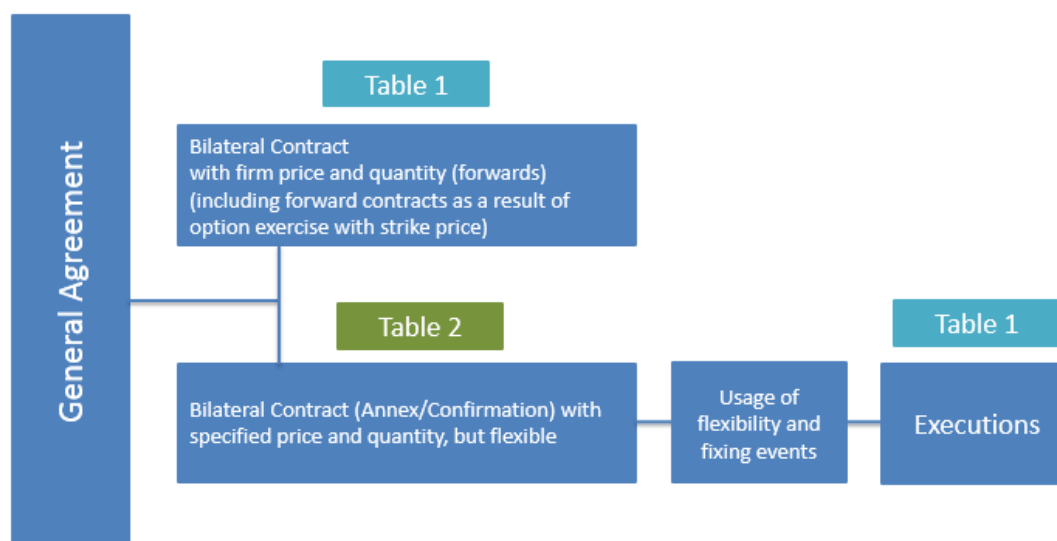 General Agreement
Table 1
Bilateral Contract
with firm price and quantity (forwards)
(including forward contracts as a result of
option exercise with strike price)
Table 2
Bilateral Contract (Annex/Confirmation) with
specified price and quantity, but flexible
Usage of
flexibility and
fixing events
Table 1
Executions